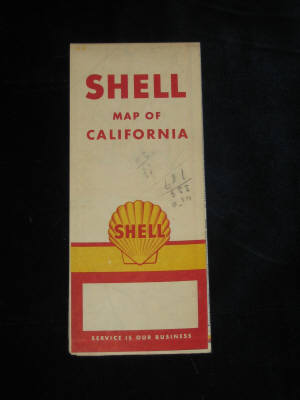 SHELL
MAP OF
CALIFORNIA
SHELL
SERVICE IS OUR BUSINESS